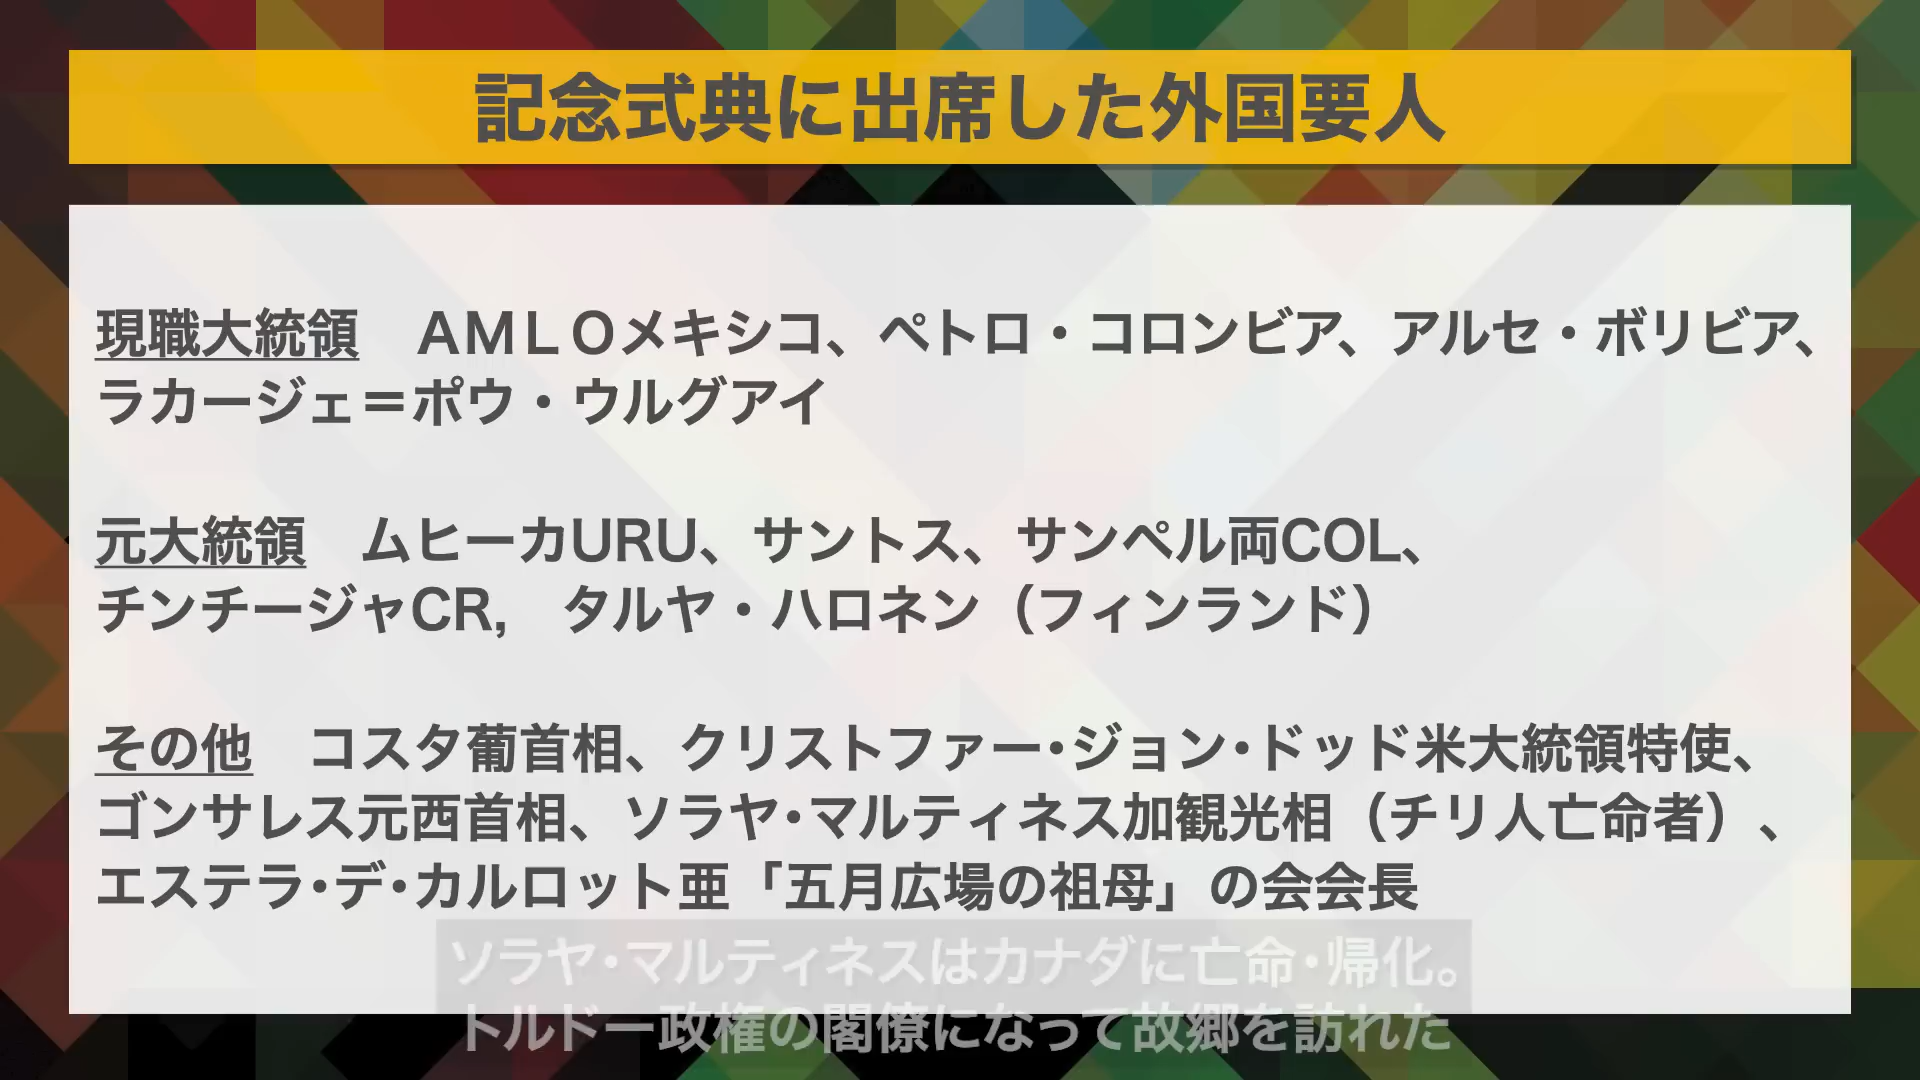 記念式典に出席した外国要人
現職大統領　ＡＭＬＯメキシコ、ペトロ・コロンビア、アルセ・ボリビア、
ラカージェ＝ポウ・ウルグアイ
元大統領　ムヒーカURU、サントス、サンペル両COL、
チンチージャCR,　タルヤ・ハロネン（フィンランド）
その他　コスタ葡首相、クリストファー･ジョン･ドッド米大統領特使、
ゴンサレス元西首相、ソラヤ･マルティネス加観光相（チリ人亡命者）、
エステラ･デ･カルロット亜「五月広場の祖母」の会会長
ソラヤ･マルティネスはカナダに亡命･帰化。
トルドー政権の閣僚になって故郷を訪れた